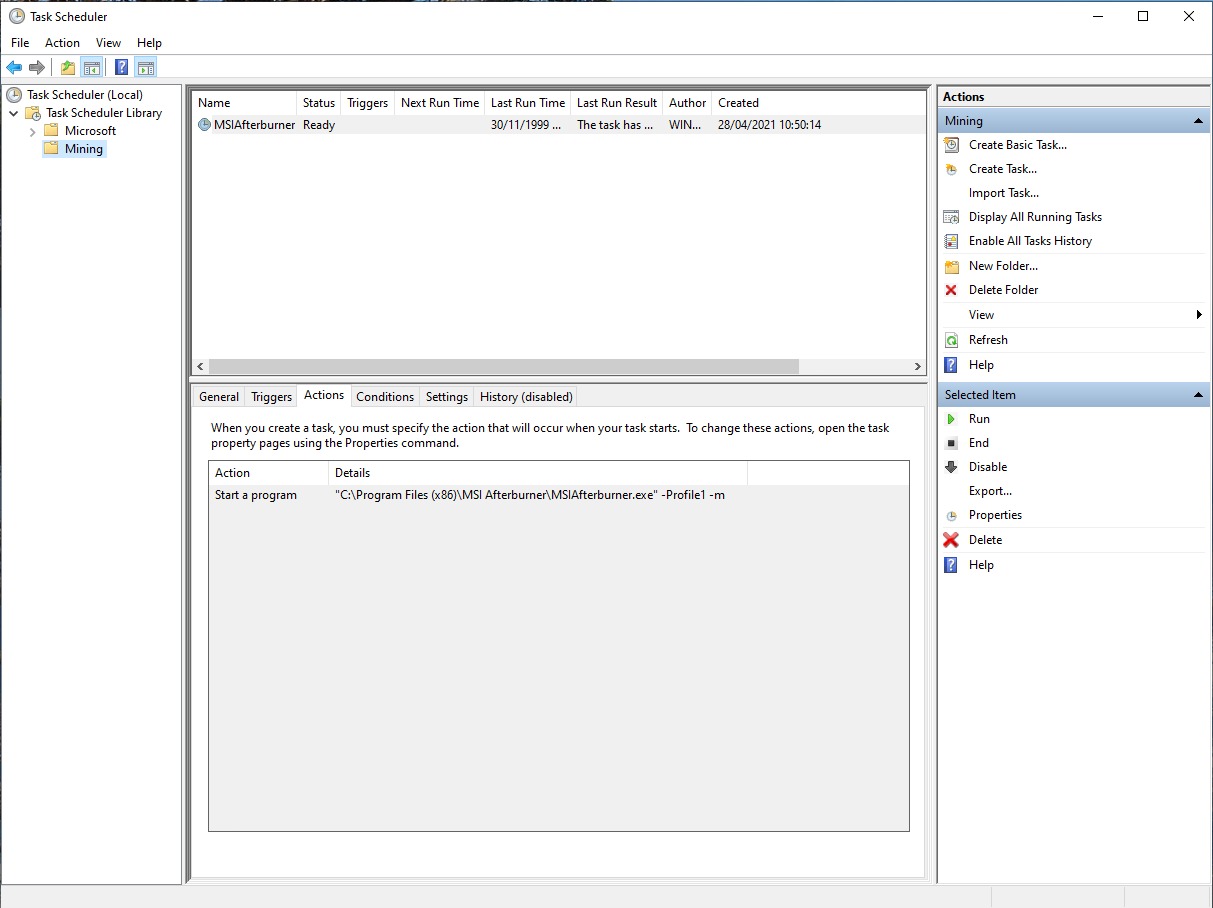 Task Scheduler
File Action View Help
Task Scheduler (Local)
Task Scheduler Library
Microsoft
Mining
Name Status Triggers Next Run Time Last Run Time Last Run Result Author Created
MSIAfterburner Ready 30/11/1999 ... The task has ... WIN... 28/04/2021 10:50:14
General Triggers Actions Conditions Settings History (disabled)
When you create a task, you must specify the action that will occur when your task starts. To change these actions, open the task
property pages using the Properties command.
Action Details
Start a program "C:\Program Files (x86)\MSI Afterburner\MSIAfterburner.exe" -Profile1 -m
Actions
Mining
Create Basic Task...
Create Task...
Import Task...
Display All Running Tasks
Enable All Tasks History
New Folder...
Delete Folder
View
Refresh
Help
Selected Item
Run
End
Disable
Export...
Properties
Delete
Help